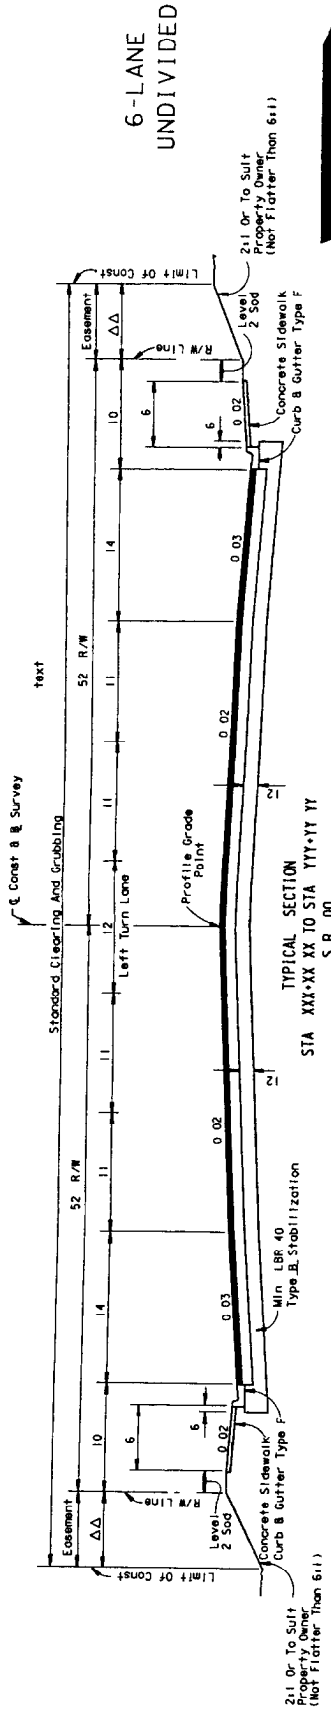 6-LANE
UNDIVIDED
℄ Const & ⅊ Survey
text
Standard Clearing And Grubbing
52 R/W
52 R/W
Easement
Easement
ΔΔ
10
14
11
11
12
11
11
14
10
ΔΔ
Left Turn Lane
Limit Of Const
R/W Line
R/W Line
Limit Of Const
6
6
6
6
Profile Grade
Point
Level
2 Sod
0 02
0 03
0 02
0 02
0 03
0 02
Level
2 Sod
2:1 Or To Suit
Property Owner
(Not Flatter Than 6:1)
Concrete Sidewalk
Curb & Gutter Type F
Min LBR 40
Type B Stabilization
12
12
Concrete Sidewalk
Curb & Gutter Type F
2:1 Or To Suit
Property Owner
(Not Flatter Than 6:1)
TYPICAL SECTION
STA XXX+XX XX TO STA YYY+YY YY
S R 00